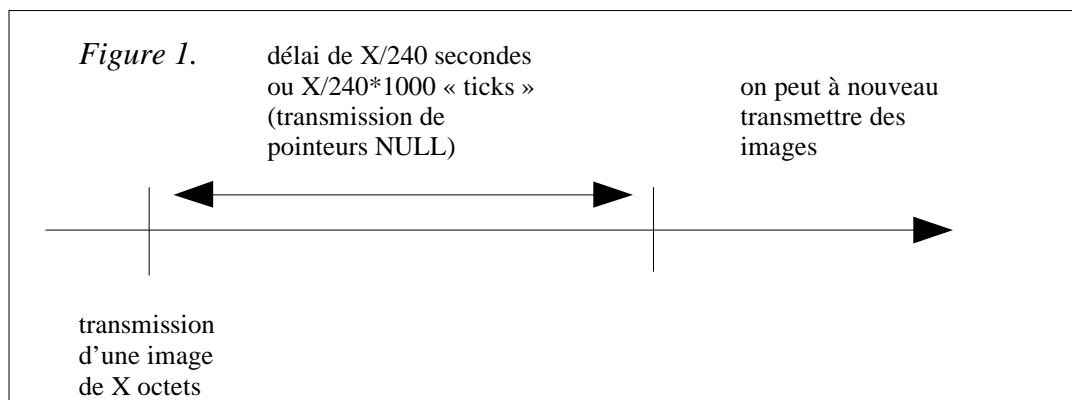 Figure 1.
délai de X/240 secondes
ou X/240*1000 « ticks »
(transmission de
pointeurs NULL)
on peut à nouveau
transmettre des
images
transmission
d'une image
de X octets